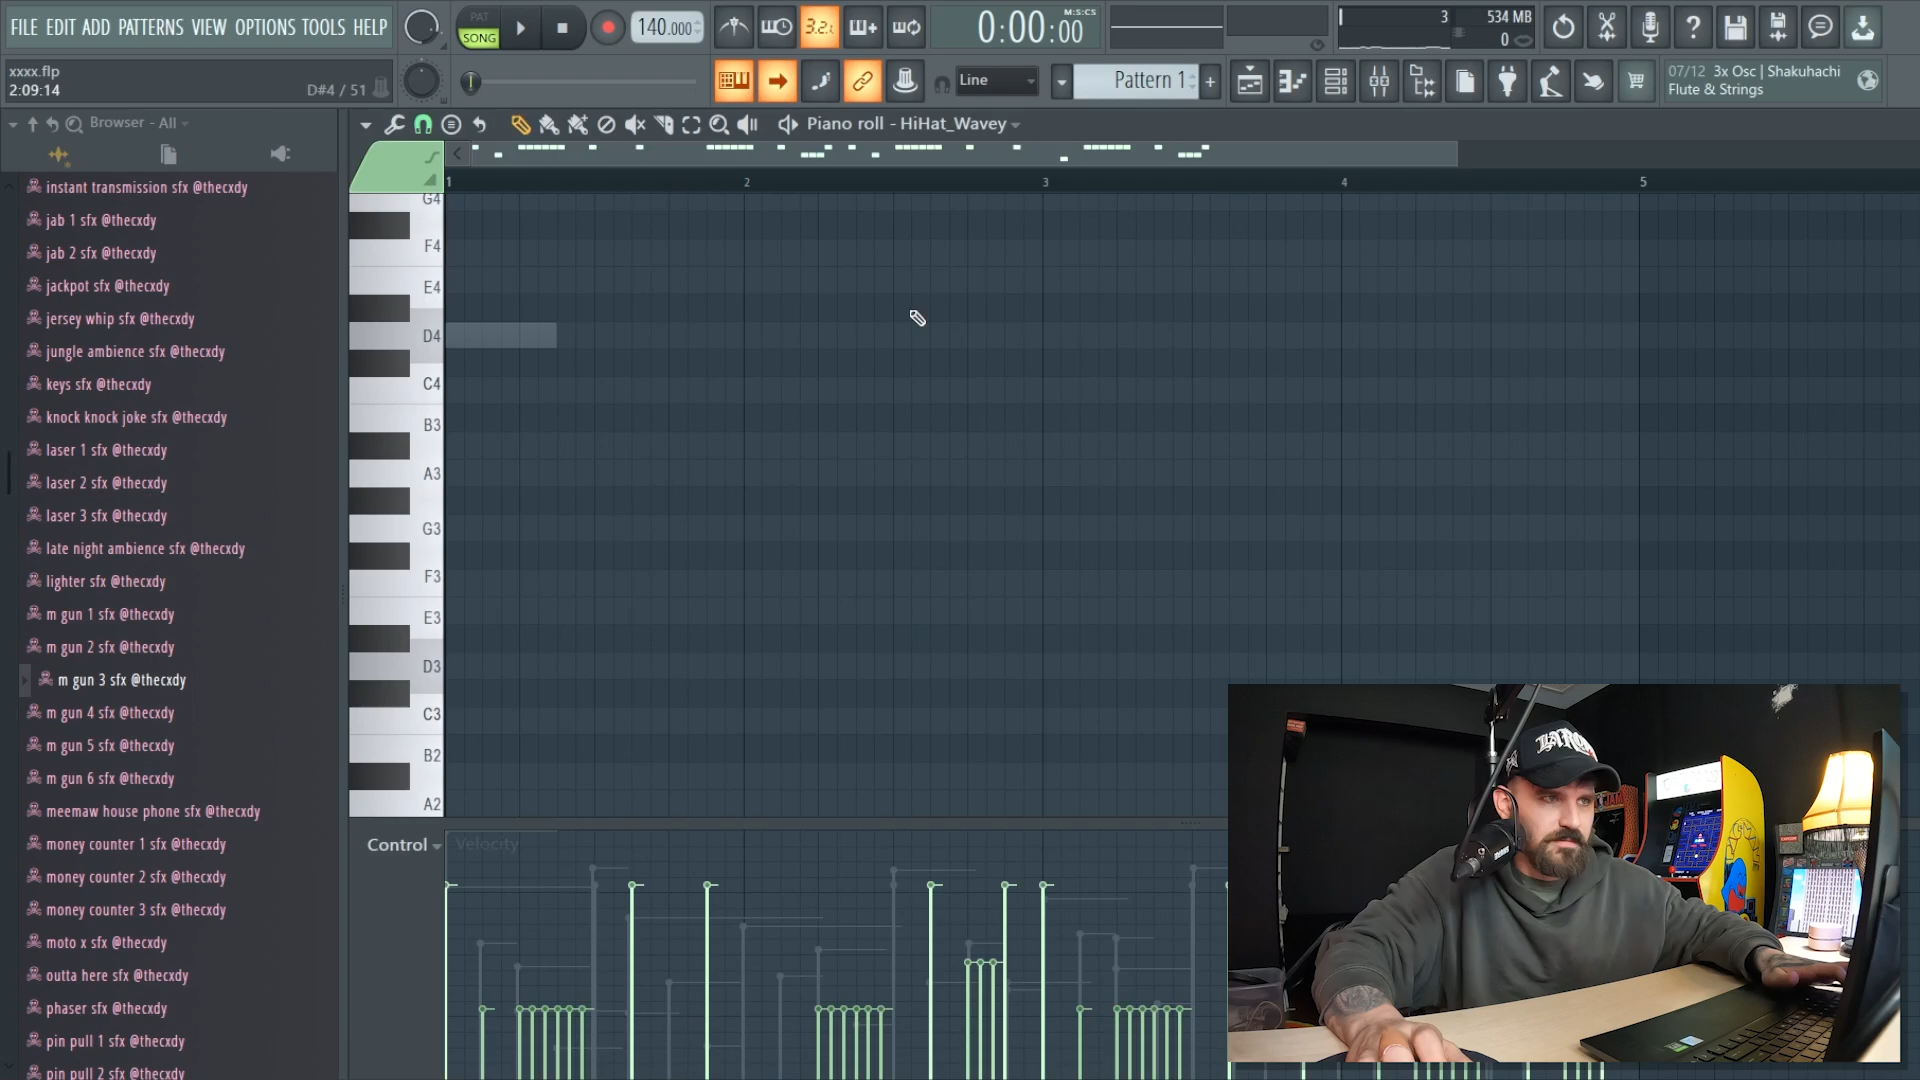 FILE EDIT ADD PATTERNS VIEW OPTIONS TOOLS HELP
PAT
SONG
140.000
3.2.
0:00:00
M:S:CS
3
534 MB
0
xxxx.flp
2:09:14
D#4 / 51
Line
Pattern 1
+
07/12 3x Osc | Shakuhachi
Flute & Strings
Browser - All
Piano roll - HiHat_Wavey
1 2 3 4 5
instant transmission sfx @thecxdy
jab 1 sfx @thecxdy
jab 2 sfx @thecxdy
jackpot sfx @thecxdy
jersey whip sfx @thecxdy
jungle ambience sfx @thecxdy
keys sfx @thecxdy
knock knock joke sfx @thecxdy
laser 1 sfx @thecxdy
laser 2 sfx @thecxdy
laser 3 sfx @thecxdy
late night ambience sfx @thecxdy
lighter sfx @thecxdy
m gun 1 sfx @thecxdy
m gun 2 sfx @thecxdy
m gun 3 sfx @thecxdy
m gun 4 sfx @thecxdy
m gun 5 sfx @thecxdy
m gun 6 sfx @thecxdy
meemaw house phone sfx @thecxdy
money counter 1 sfx @thecxdy
money counter 2 sfx @thecxdy
money counter 3 sfx @thecxdy
moto x sfx @thecxdy
outta here sfx @thecxdy
phaser sfx @thecxdy
pin pull 1 sfx @thecxdy
pin pull 2 sfx @thecxdy
G4
F4
E4
D4
C4
B3
A3
G3
F3
E3
D3
C3
B2
A2
Control
Velocity